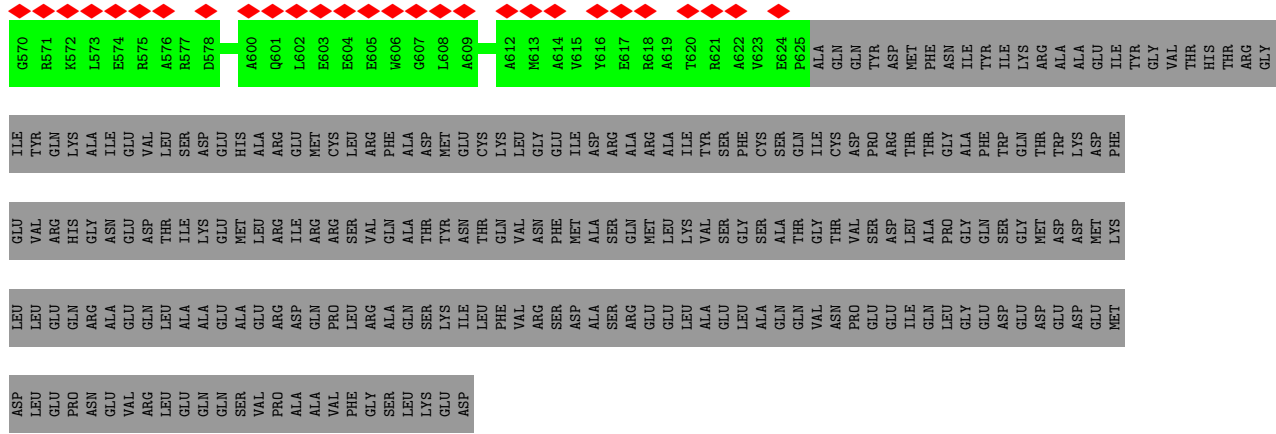 G570 R571 K572 L573 E574 R575 A576 R577 D578 A600 Q601 L602 E603 E604 E605 W606 G607 L608 A609 A612 M613 A614 V615 Y616 E617 R618 A619 T620 R621 A622 V623 E624 P625 ALA GLN GLN TYR ASP MET PHE ASN ILE TYR ILE LYS ARG ALA ALA GLU ILE TYR GLY VAL THR HIS THR ARG GLY
ILE TYR GLN LYS ALA ILE GLU VAL LEU SER ASP GLU HIS ALA ARG GLU MET CYS LEU ARG PHE ALA ASP MET GLU CYS LYS LEU GLY GLU ILE ASP ARG ALA ARG ALA ILE TYR SER PHE CYS SER GLN ILE CYS ASP PRO ARG THR THR GLY ALA PHE TRP GLN THR TRP LYS ASP PHE
GLU VAL ARG HIS GLY ASN GLU ASP THR ILE LYS GLU MET LEU ARG ILE ARG ARG SER VAL GLN ALA THR TYR ASN THR GLN VAL ASN PHE MET ALA SER GLN MET LEU LYS VAL SER GLY SER ALA THR GLY THR VAL SER ASP LEU ALA PRO GLY GLN SER GLY MET ASP ASP MET LYS
LEU LEU GLU GLN ARG ALA GLU GLN LEU ALA ALA GLU ALA GLU ARG ASP GLN PRO LEU ARG ALA GLN SER LYS ILE LEU PHE VAL ARG SER ASP ALA SER ARG GLU GLU LEU ALA GLU LEU ALA GLN GLN VAL ASN PRO GLU GLU ILE GLN LEU GLY GLU ASP GLU ASP GLU MET
ASP LEU GLU PRO ASN GLU VAL ARG LEU GLU GLN GLN SER VAL PRO ALA ALA VAL PHE GLY SER LEU LYS GLU ASP